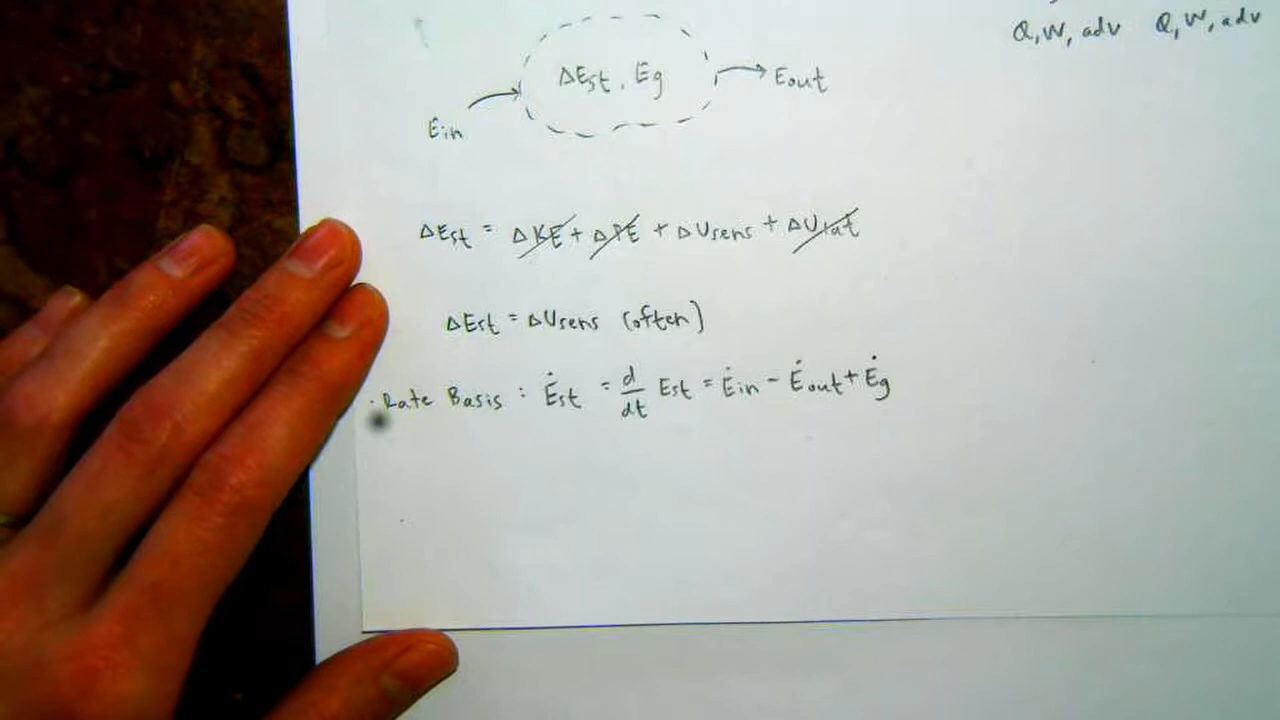 Q, W, adv Q, W, adv
ΔEst, Eg
Eout
Ein
ΔEst = ΔKE + ΔPE + ΔUsens + ΔUlat
ΔEst = ΔUsens (often)
· Rate Basis : Ėst = d/dt Est = Ėin - Ėout + Ėg